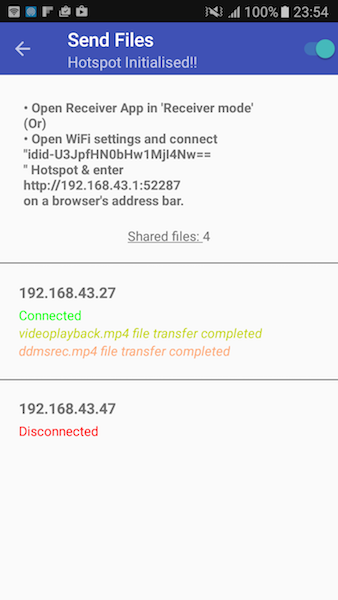 100% 23:54
Send Files
Hotspot Initialised!!
• Open Receiver App in 'Receiver mode'
(Or)
• Open WiFi settings and connect
"idid-U3JpfHN0bHw1MjI4Nw==
" Hotspot & enter
http://192.168.43.1:52287
on a browser's address bar.
Shared files: 4
192.168.43.27
Connected
videoplayback.mp4 file transfer completed
ddmsrec.mp4 file transfer completed
192.168.43.47
Disconnected